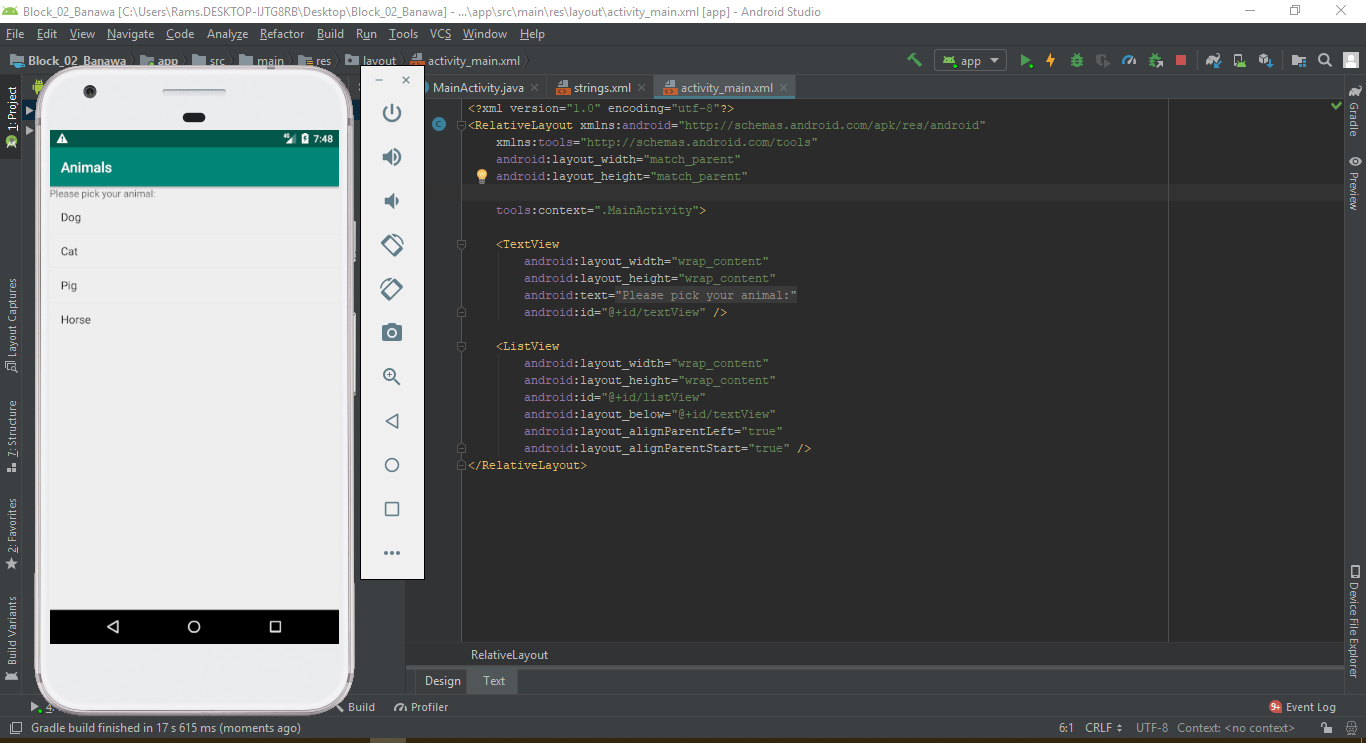 Block_02_Banawa [C:\Users\Rams.DESKTOP-IJTG8RB\Desktop\Block_02_Banawa] - ...\app\src\main\res\layout\activity_main.xml [app] - Android Studio
File Edit View Navigate Code Analyze Refactor Build Run Tools VCS Window Help
Block_02_Banawa app src main res layout activity_main.xml
app
1: Project
Layout Captures
7: Structure
2: Favorites
Build Variants
7:48
Animals
Please pick your animal:
Dog
Cat
Pig
Horse
MainActivity.java strings.xml activity_main.xml
<?xml version="1.0" encoding="utf-8"?>
<RelativeLayout xmlns:android="http://schemas.android.com/apk/res/android"
xmlns:tools="http://schemas.android.com/tools"
android:layout_width="match_parent"
android:layout_height="match_parent"
tools:context=".MainActivity">
<TextView
android:layout_width="wrap_content"
android:layout_height="wrap_content"
android:text="Please pick your animal:"
android:id="@+id/textView" />
<ListView
android:layout_width="wrap_content"
android:layout_height="wrap_content"
android:id="@+id/listView"
android:layout_below="@+id/textView"
android:layout_alignParentLeft="true"
android:layout_alignParentStart="true" />
</RelativeLayout>
RelativeLayout
Design Text
Gradle
Preview
Device File Explorer
4: Build Profiler
9+ Event Log
Gradle build finished in 17 s 615 ms (moments ago)
6:1 CRLF UTF-8 Context: <no context>